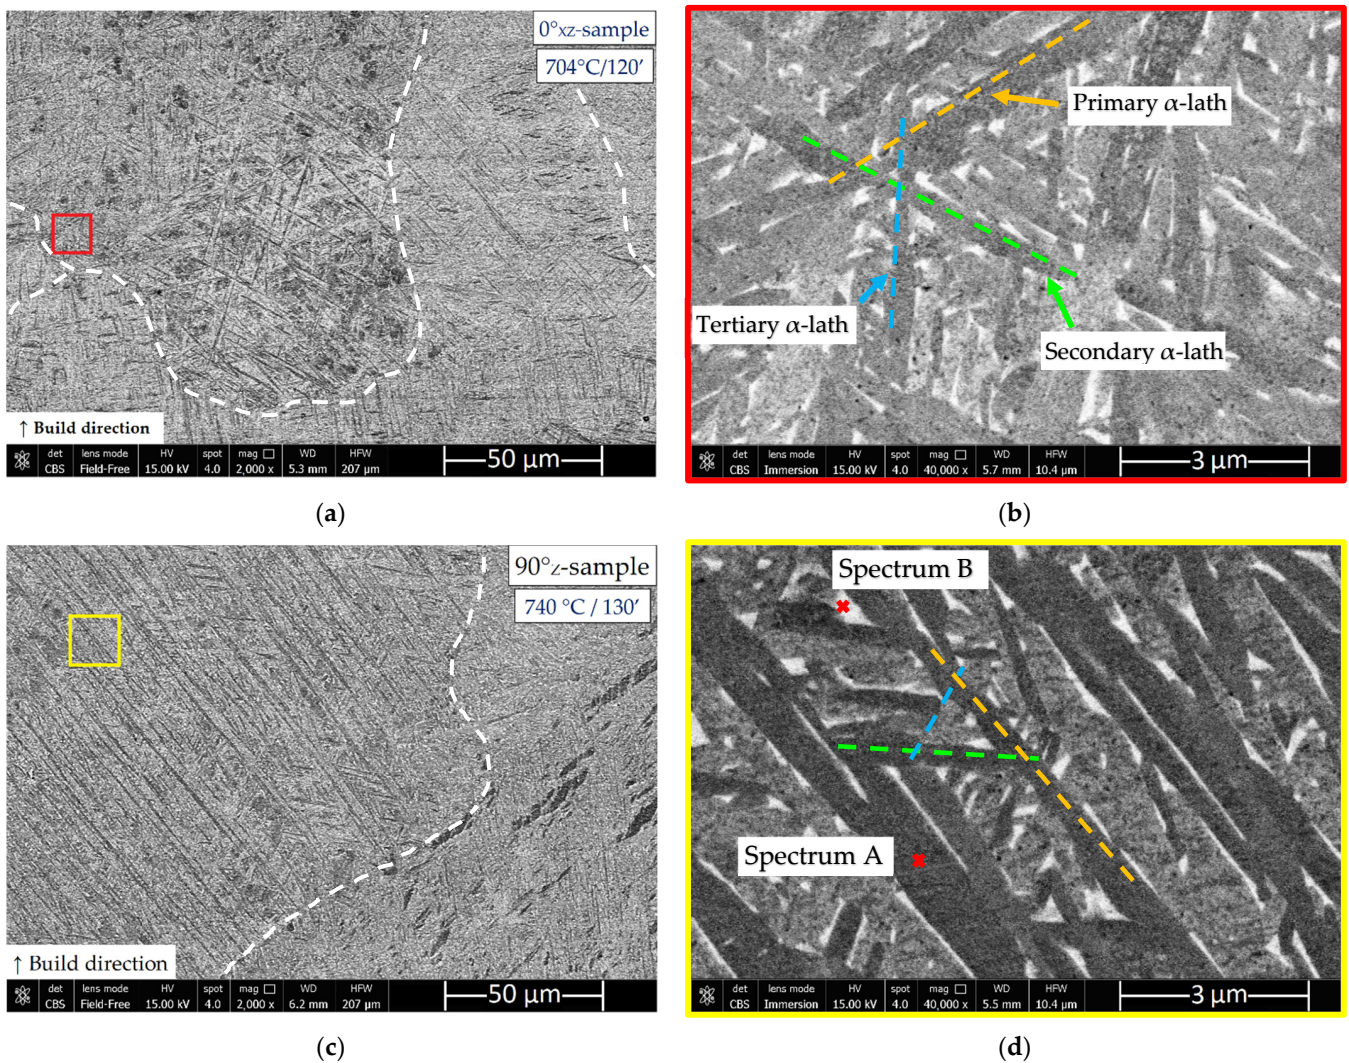 0°xz-sample
704°C/120′
↑ Build direction
det lens mode HV spot mag □ WD HFW
CBS Field-Free 15.00 kV 4.0 2,000 x 5.3 mm 207 µm
50 µm
(a)
Primary α-lath
Tertiary α-lath
Secondary α-lath
det lens mode HV spot mag □ WD HFW
CBS Immersion 15.00 kV 4.0 40,000 x 5.7 mm 10.4 µm
3 µm
(b)
90°z-sample
740 °C / 130′
↑ Build direction
det lens mode HV spot mag □ WD HFW
CBS Field-Free 15.00 kV 4.0 2,000 x 6.2 mm 207 µm
50 µm
(c)
Spectrum B
Spectrum A
det lens mode HV spot mag □ WD HFW
CBS Immersion 15.00 kV 4.0 40,000 x 5.5 mm 10.4 µm
3 µm
(d)